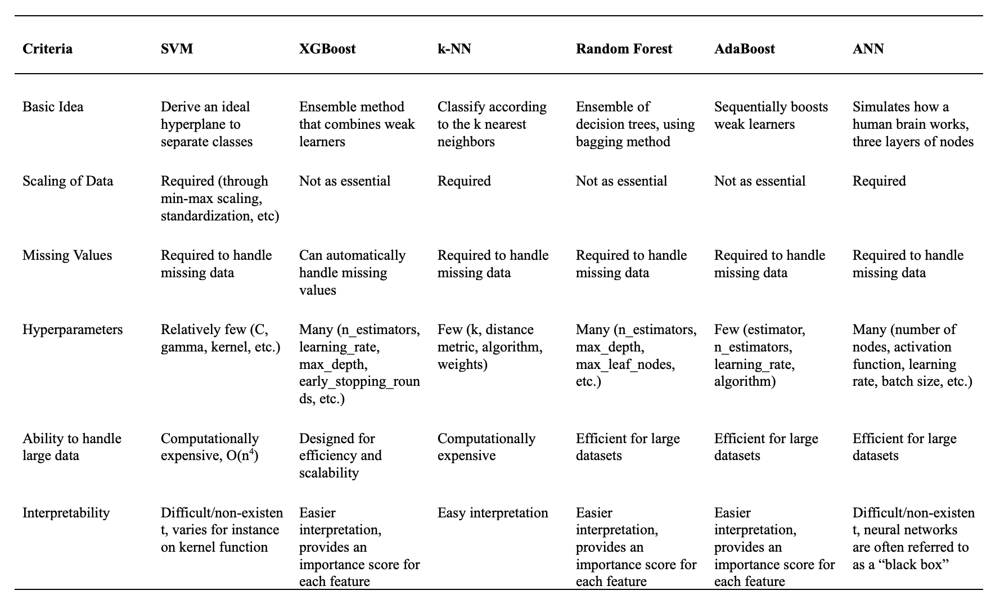 Criteria SVM XGBoost k-NN Random Forest AdaBoost ANN
Basic Idea Derive an ideal Ensemble method Classify according Ensemble of Sequentially boosts Simulates how a
hyperplane to that combines weak to the k nearest decision trees, using weak learners human brain works,
separate classes learners neighbors bagging method three layers of nodes
Scaling of Data Required (through Not as essential Required Not as essential Not as essential Required
min-max scaling,
standardization, etc)
Missing Values Required to handle Can automatically Required to handle Required to handle Required to handle Required to handle
missing data handle missing missing data missing data missing data missing data
values
Hyperparameters Relatively few (C, Many (n_estimators, Few (k, distance Many (n_estimators, Few (estimator, Many (number of
gamma, kernel, etc.) learning_rate, metric, algorithm, max_depth, n_estimators, nodes, activation
max_depth, weights) max_leaf_nodes, learning_rate, function, learning
early_stopping_roun etc.) algorithm) rate, batch size, etc.)
ds, etc.)
Ability to handle Computationally Designed for Computationally Efficient for large Efficient for large Efficient for large
large data expensive, O(n⁴) efficiency and expensive datasets datasets datasets
scalability
Interpretability Difficult/non-existen Easier Easy interpretation Easier Easier Difficult/non-existen
t, varies for instance interpretation, interpretation, interpretation, t, neural networks
on kernel function provides an provides an provides an are often referred to
importance score for importance score for importance score for as a “black box”
each feature each feature each feature